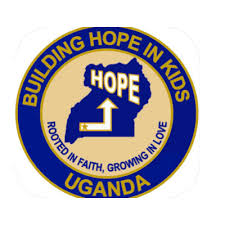 BUILDING HOPE IN KIDS
HOPE
ROOTED IN FAITH, GROWING IN LOVE
UGANDA